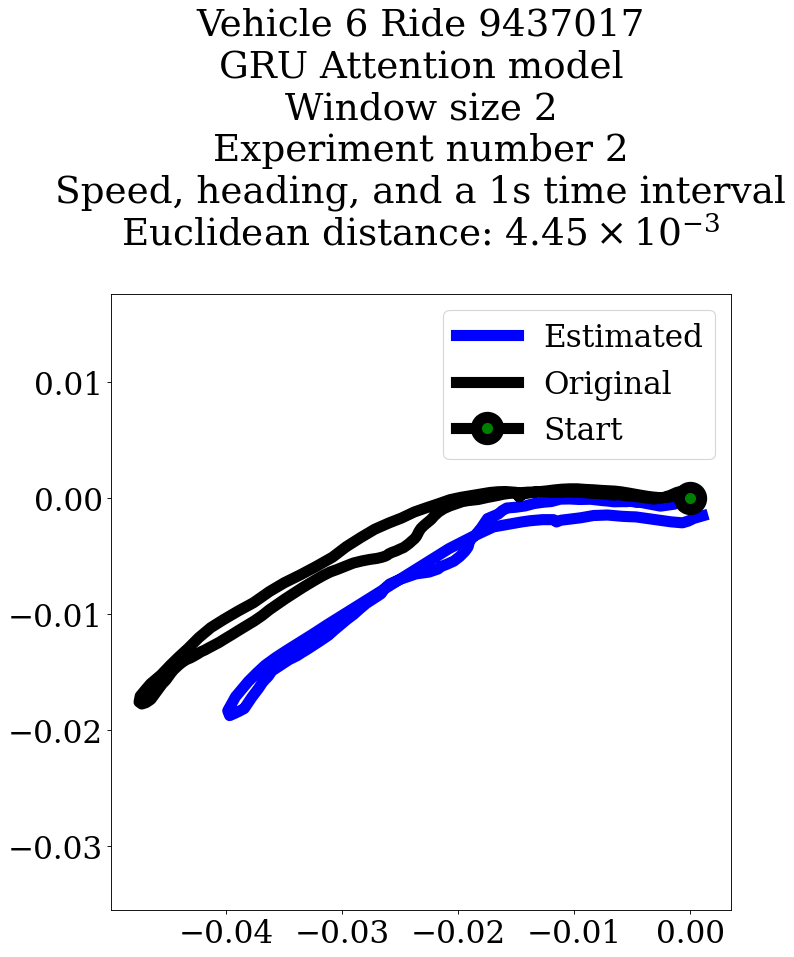 Vehicle 6 Ride 9437017
GRU Attention model
Window size 2
Experiment number 2
Speed, heading, and a 1s time interval
Euclidean distance: 4.45 × 10⁻³
Estimated
Original
Start
0.01
0.00
−0.01
−0.02
−0.03
−0.04 −0.03 −0.02 −0.01 0.00